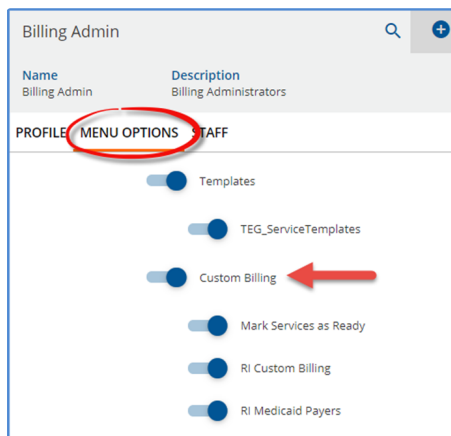 Billing Admin
Name Description
Billing Admin Billing Administrators
PROFILE MENU OPTIONS STAFF
Templates
TEG_ServiceTemplates
Custom Billing
Mark Services as Ready
RI Custom Billing
RI Medicaid Payers